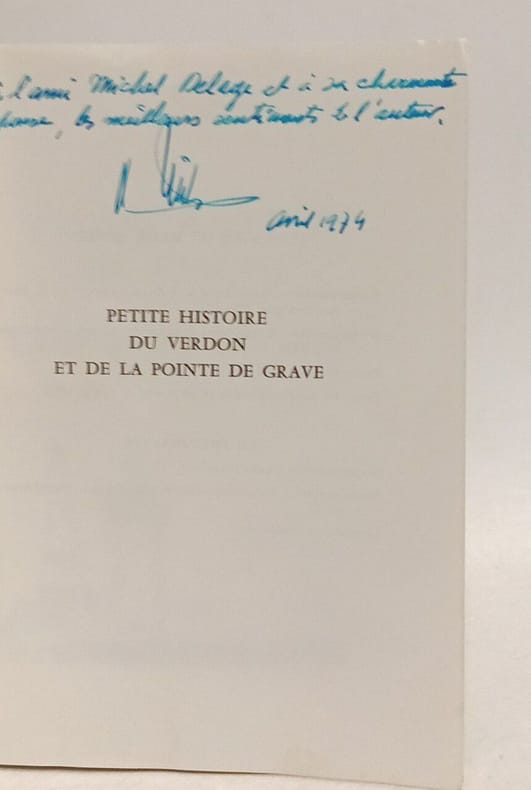 à l'ami Michel Delage et à sa charmante
épouse, les meilleurs sentiments de l'auteur.
avril 1974
PETITE HISTOIRE
DU VERDON
ET DE LA POINTE DE GRAVE